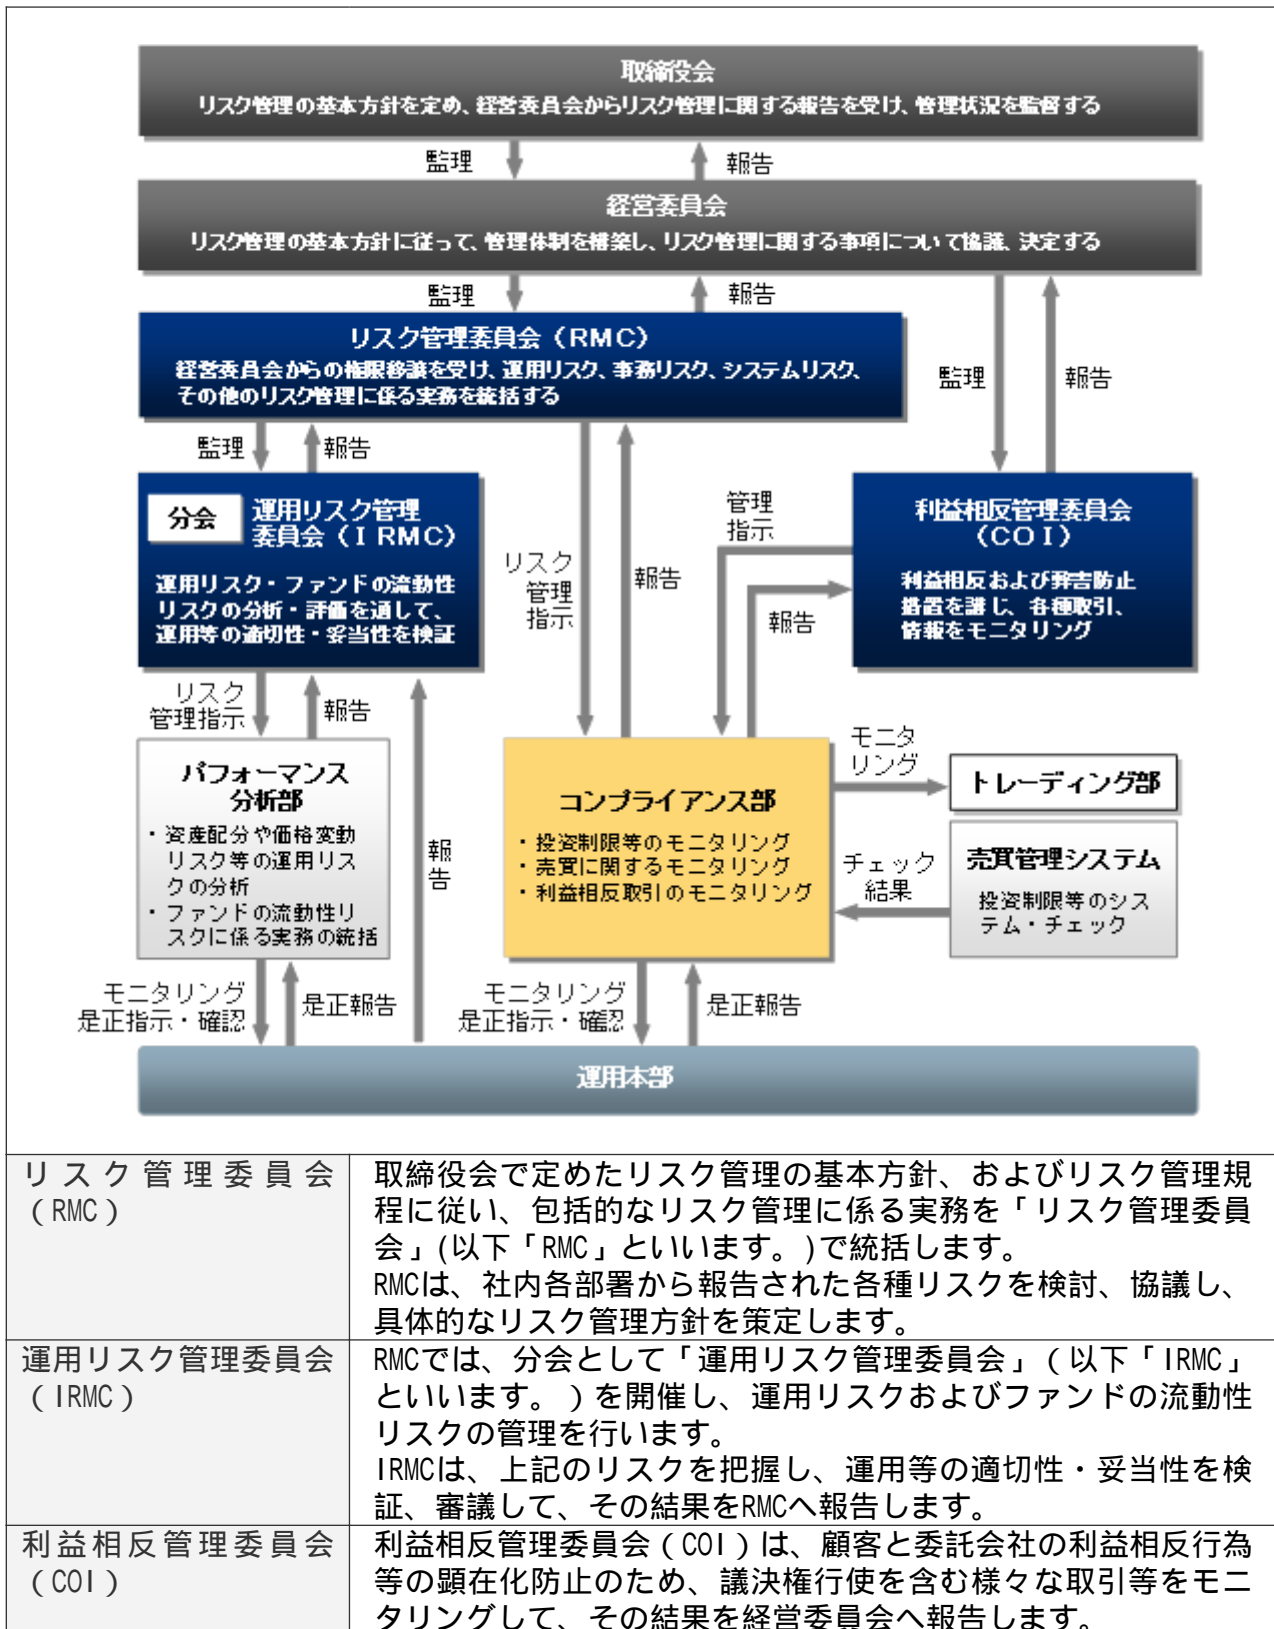 取締役会
リスク管理の基本方針を定め、経営委員会からリスク管理に関する報告を受け、管理状況を監督する
監理
報告
経営委員会
リスク管理の基本方針に従って、管理体制を構築し、リスク管理に関する事項について協議、決定する
監理
報告
監理
報告
リスク管理委員会（RMC）
経営委員会からの権限移譲を受け、運用リスク、事務リスク、システムリスク、
その他のリスク管理に係る実務を統括する
監理
報告
分会
運用リスク管理
委員会（IRMC）
運用リスク・ファンドの流動性
リスクの分析・評価を通して、
運用等の適切性・妥当性を検証
リスク
管理
指示
報告
管理
指示
報告
利益相反管理委員会
（COI）
利益相反および弊害防止
措置を講じ、各種取引、
情報をモニタリング
リスク
管理指示
報告
パフォーマンス
分析部
・資産配分や価格変動
リスク等の運用リス
クの分析
・ファンドの流動性リ
スクに係る実務の統括
報
告
コンプライアンス部
・投資制限等のモニタリング
・売買に関するモニタリング
・利益相反取引のモニタリング
モニタ
リング
トレーディング部
チェック
結果
売買管理システム
投資制限等のシス
テム・チェック
モニタリング
是正指示・確認
是正報告
モニタリング
是正指示・確認
是正報告
運用本部
リスク管理委員会
（RMC）
取締役会で定めたリスク管理の基本方針、およびリスク管理規
程に従い、包括的なリスク管理に係る実務を「リスク管理委員
会」(以下「RMC」といいます。)で統括します。
RMCは、社内各部署から報告された各種リスクを検討、協議し、
具体的なリスク管理方針を策定します。
運用リスク管理委員会
（IRMC）
RMCでは、分会として「運用リスク管理委員会」（以下「IRMC」
といいます。）を開催し、運用リスクおよびファンドの流動性
リスクの管理を行います。
IRMCは、上記のリスクを把握し、運用等の適切性・妥当性を検
証、審議して、その結果をRMCへ報告します。
利益相反管理委員会
（COI）
利益相反管理委員会（COI）は、顧客と委託会社の利益相反行為
等の顕在化防止のため、議決権行使を含む様々な取引等をモニ
タリングして、その結果を経営委員会へ報告します。